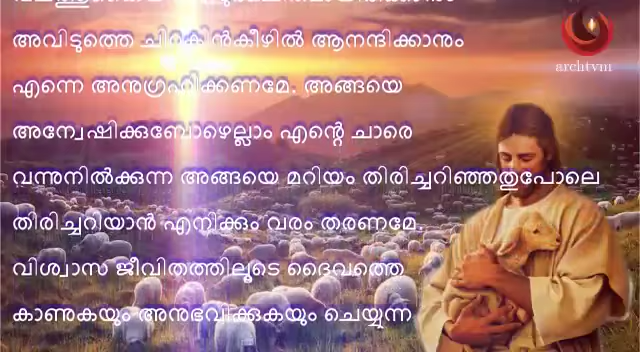 അവിടുത്തെ ചിറകിൻകീഴിൽ ആനന്ദിക്കാനും
എന്നെ അനുഗ്രഹിക്കണമേ. അങ്ങയെ
അന്വേഷിക്കുബോഴെല്ലാം എന്റെ ചാരെ
വന്നുനിൽക്കുന്ന അങ്ങയെ മറിയം തിരിച്ചറിഞ്ഞതുപോലെ
തിരിച്ചറിയാൻ എനിക്കും വരം തരണമേ.
വിശ്വാസ ജീവിതത്തിലൂടെ ദൈവത്തെ
കാണുകയും അനുഭവിക്കുകയും ചെയ്യുന്ന
archtvm